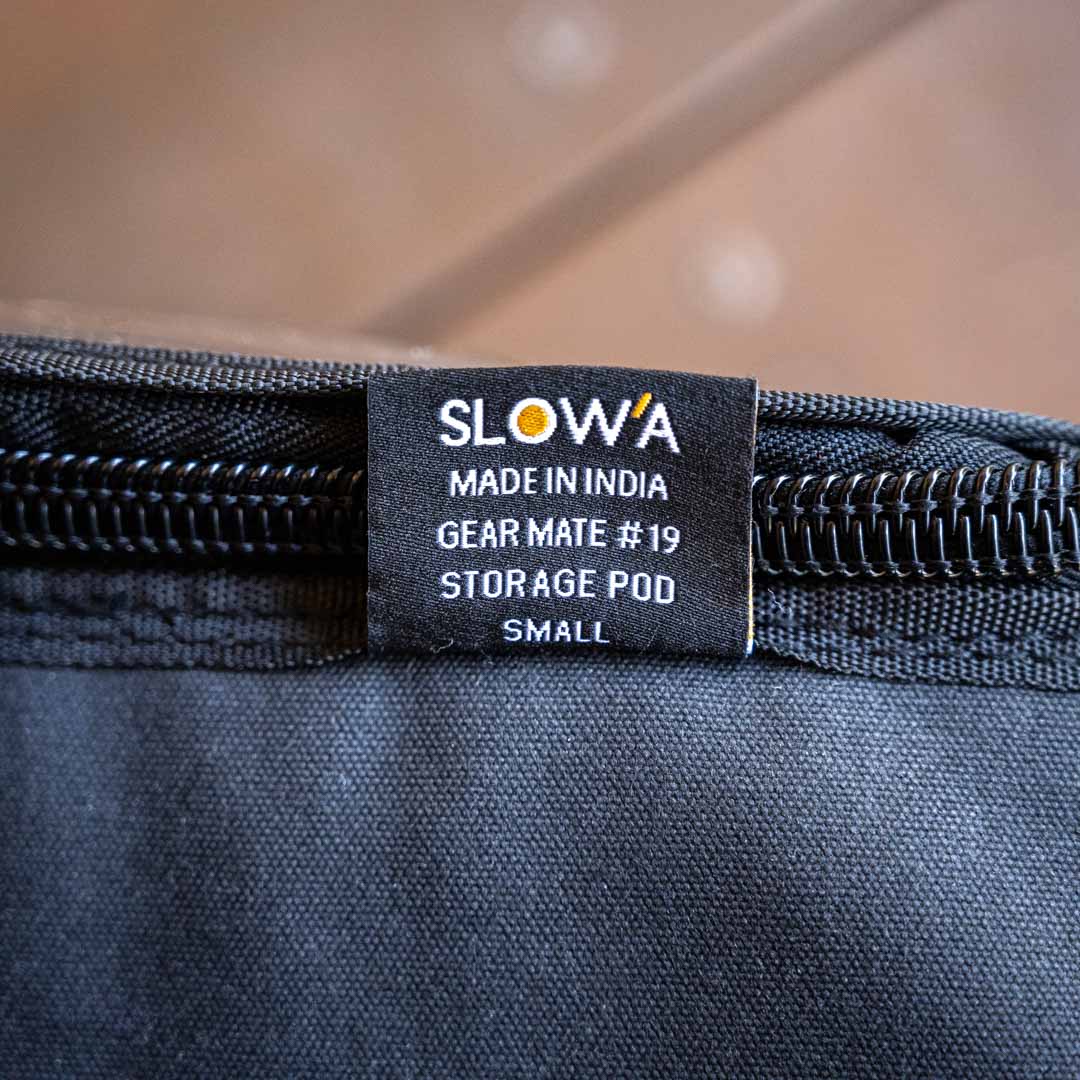 SLOW'A
MADE IN INDIA
GEAR MATE #19
STORAGE POD
SMALL